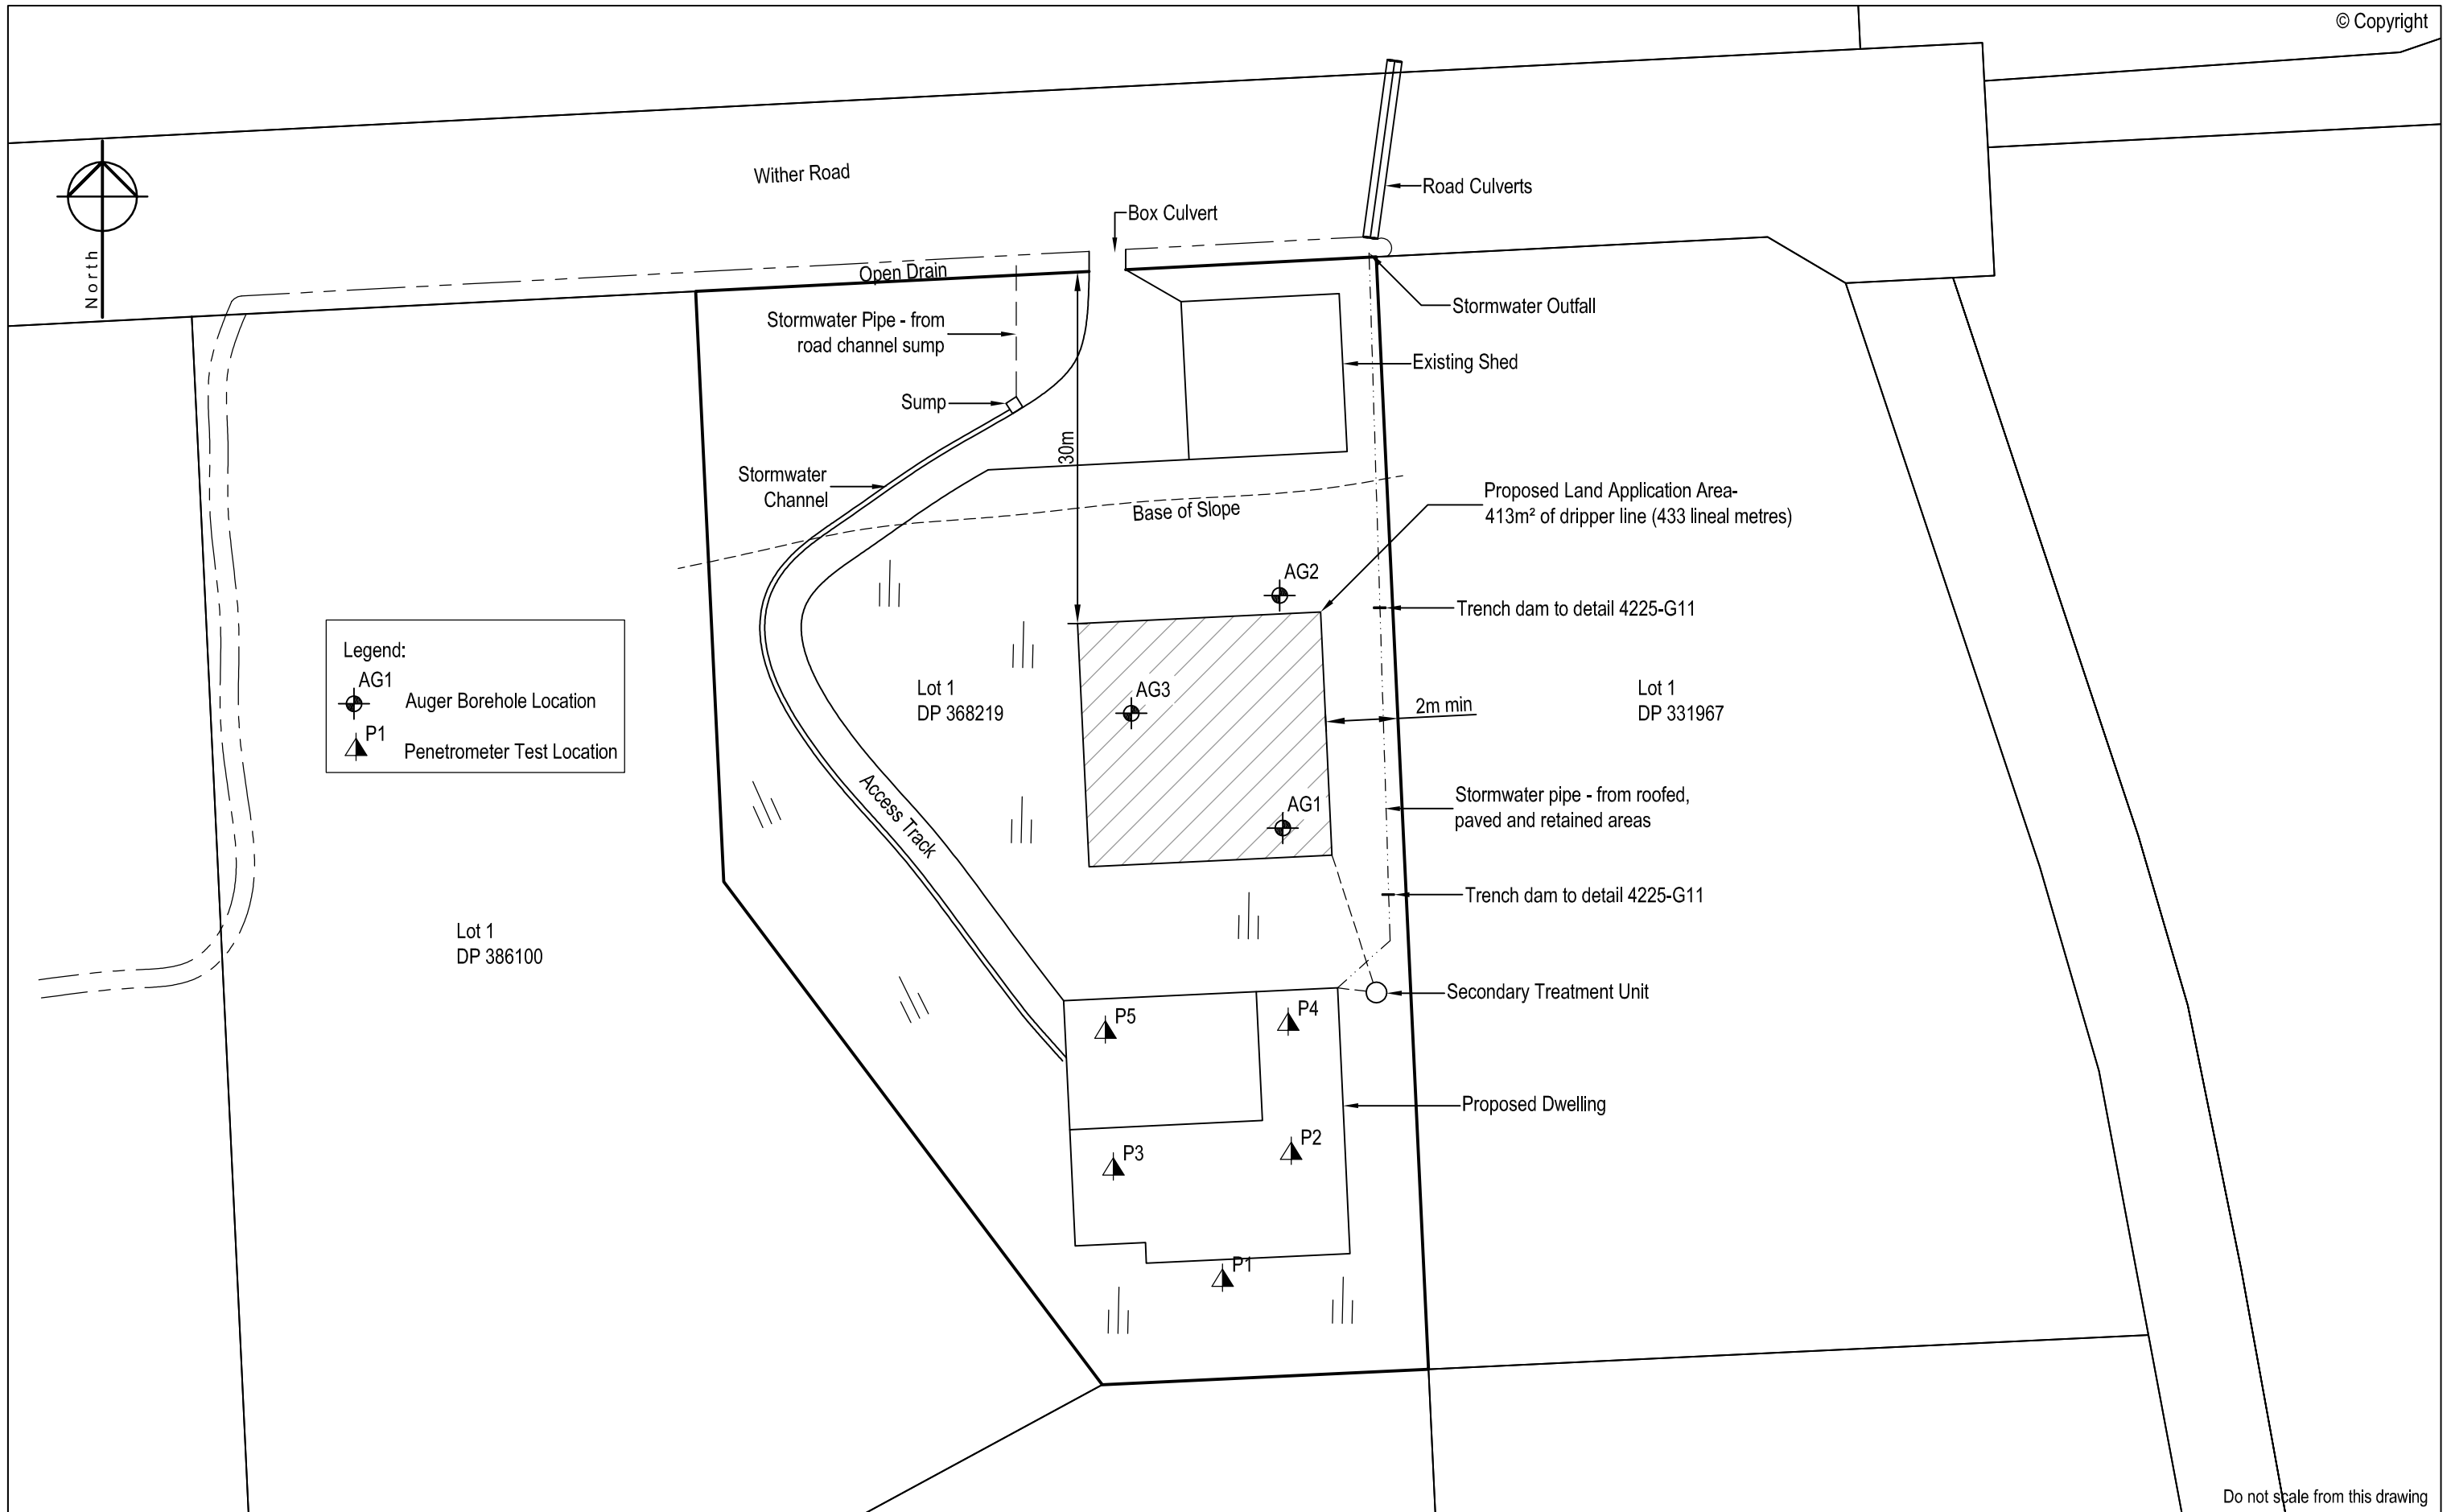 © Copyright
Wither Road
Road Culverts
Box Culvert
North
Open Drain
Stormwater Outfall
Stormwater Pipe - from
road channel sump
Existing Shed
Sump
30m
Stormwater
Channel
Proposed Land Application Area-
413m² of dripper line (433 lineal metres)
Base of Slope
AG2
Trench dam to detail 4225-G11
Legend:
AG1
Auger Borehole Location
P1
Penetrometer Test Location
Lot 1
DP 368219
AG3
2m min
Lot 1
DP 331967
Access Track
AG1
Stormwater pipe - from roofed,
paved and retained areas
Trench dam to detail 4225-G11
Lot 1
DP 386100
Secondary Treatment Unit
P5
P4
Proposed Dwelling
P3
P2
P1
Do not scale from this drawing